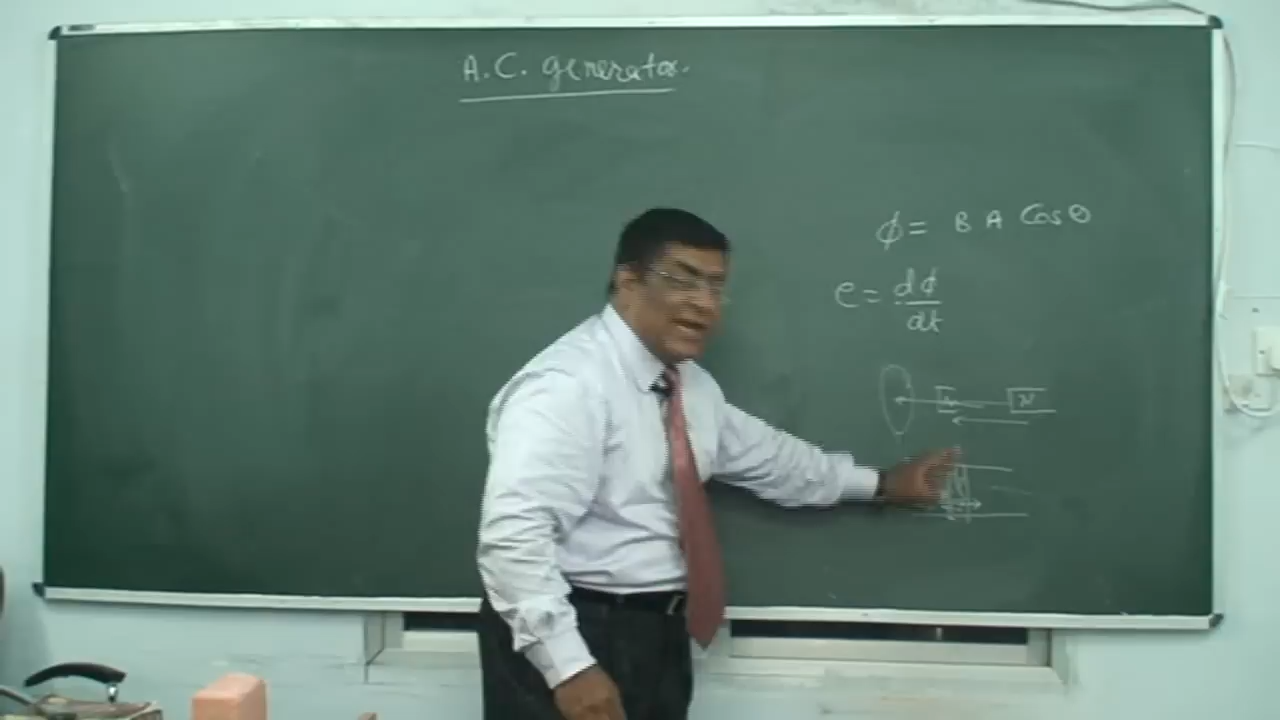 A.C. generator.
ϕ = B A Cos θ
e = dϕ/dt
N